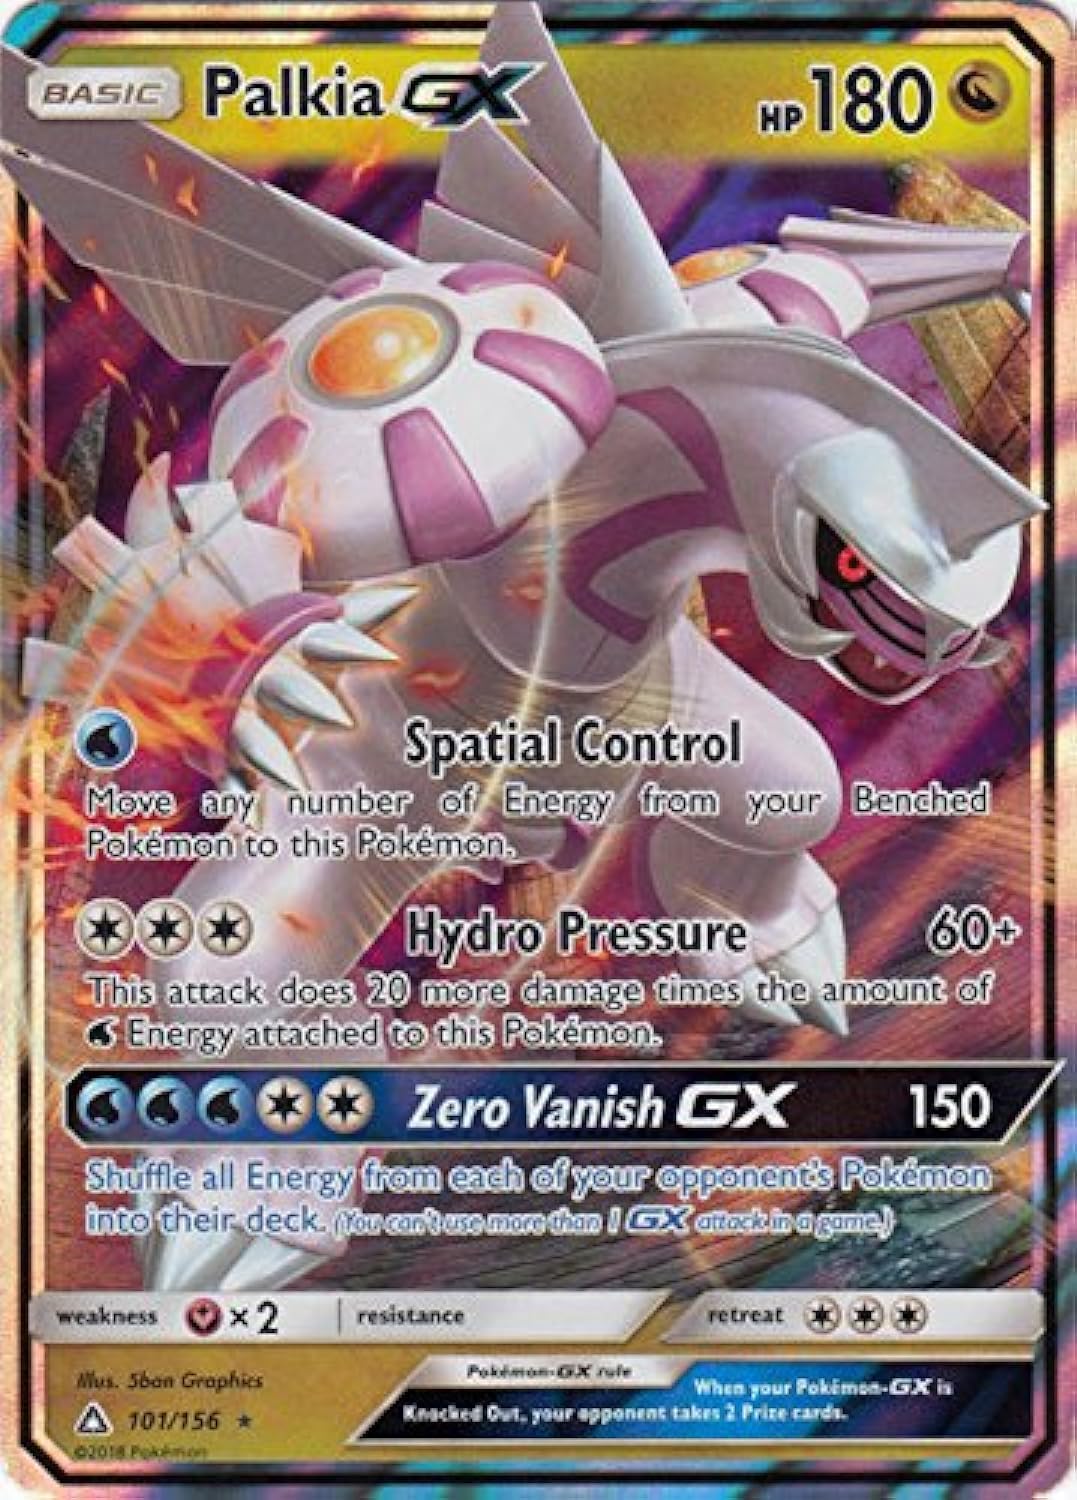 BASIC Palkia GX HP 180
Spatial Control
Move any number of Energy from your Benched
Pokémon to this Pokémon.
Hydro Pressure 60+
This attack does 20 more damage times the amount of
Energy attached to this Pokémon.
Zero Vanish GX 150
Shuffle all Energy from each of your opponent's Pokémon
into their deck. (You can't use more than 1 GX attack in a game.)
weakness ×2 resistance retreat
Illus. 5ban Graphics
101/156
©2018 Pokémon
Pokémon-GX rule
When your Pokémon-GX is
Knocked Out, your opponent takes 2 Prize cards.